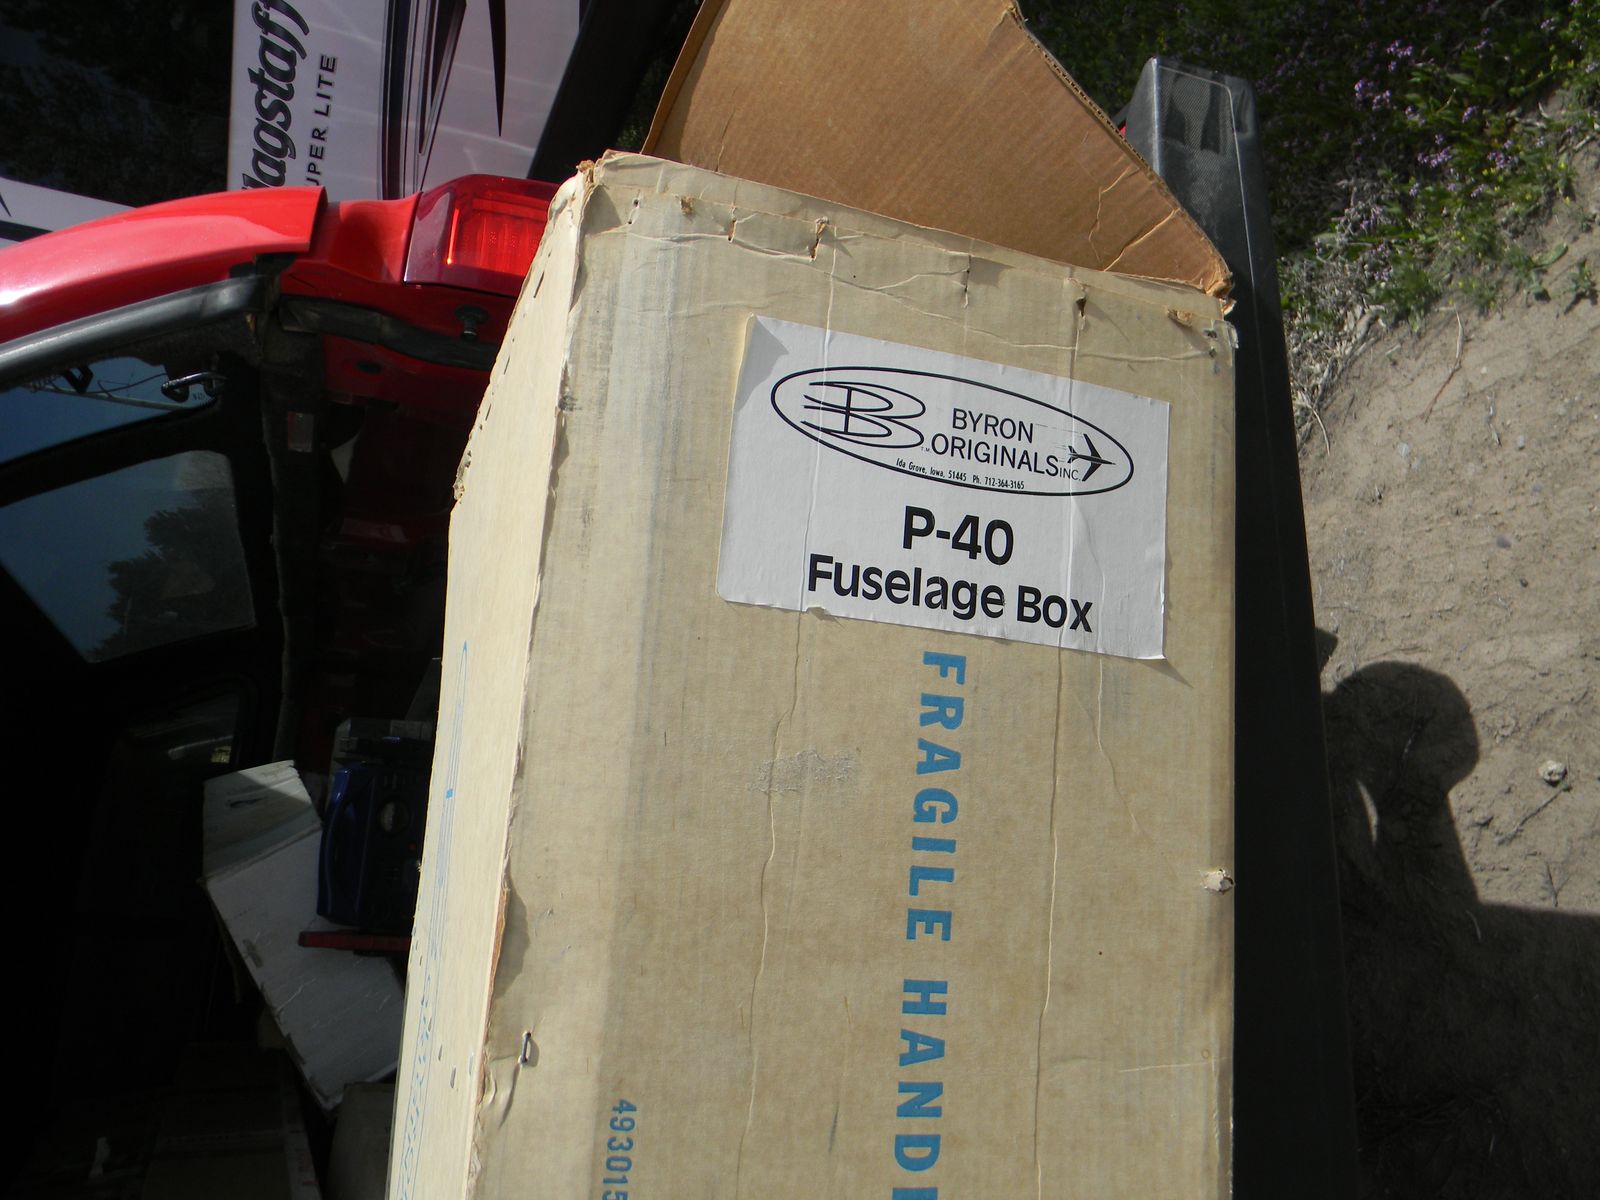 Flagstaff
SUPER LITE
BYRON
ORIGINALS INC.
T.M.
Ida Grove, Iowa, 51445 Ph. 712-364-3165
P-40
Fuselage Box
FRAGILE HAND
493015